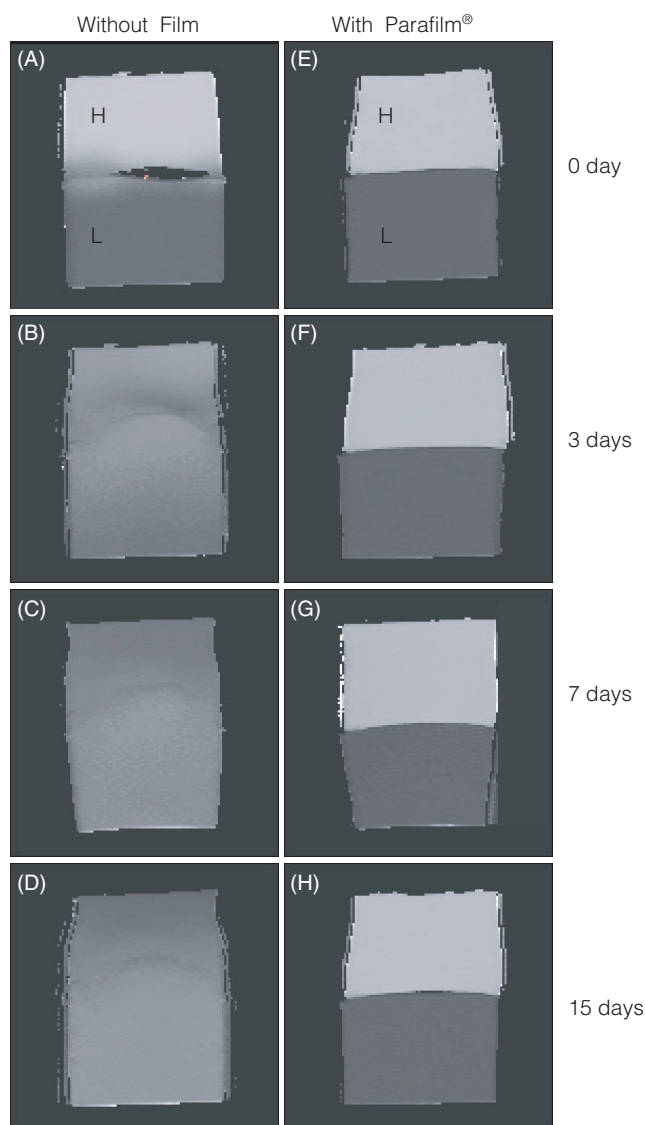 Without Film With Parafilm®
(A) (E)
H H
0 day
L L
(B) (F)
3 days
(C) (G)
7 days
(D) (H)
15 days